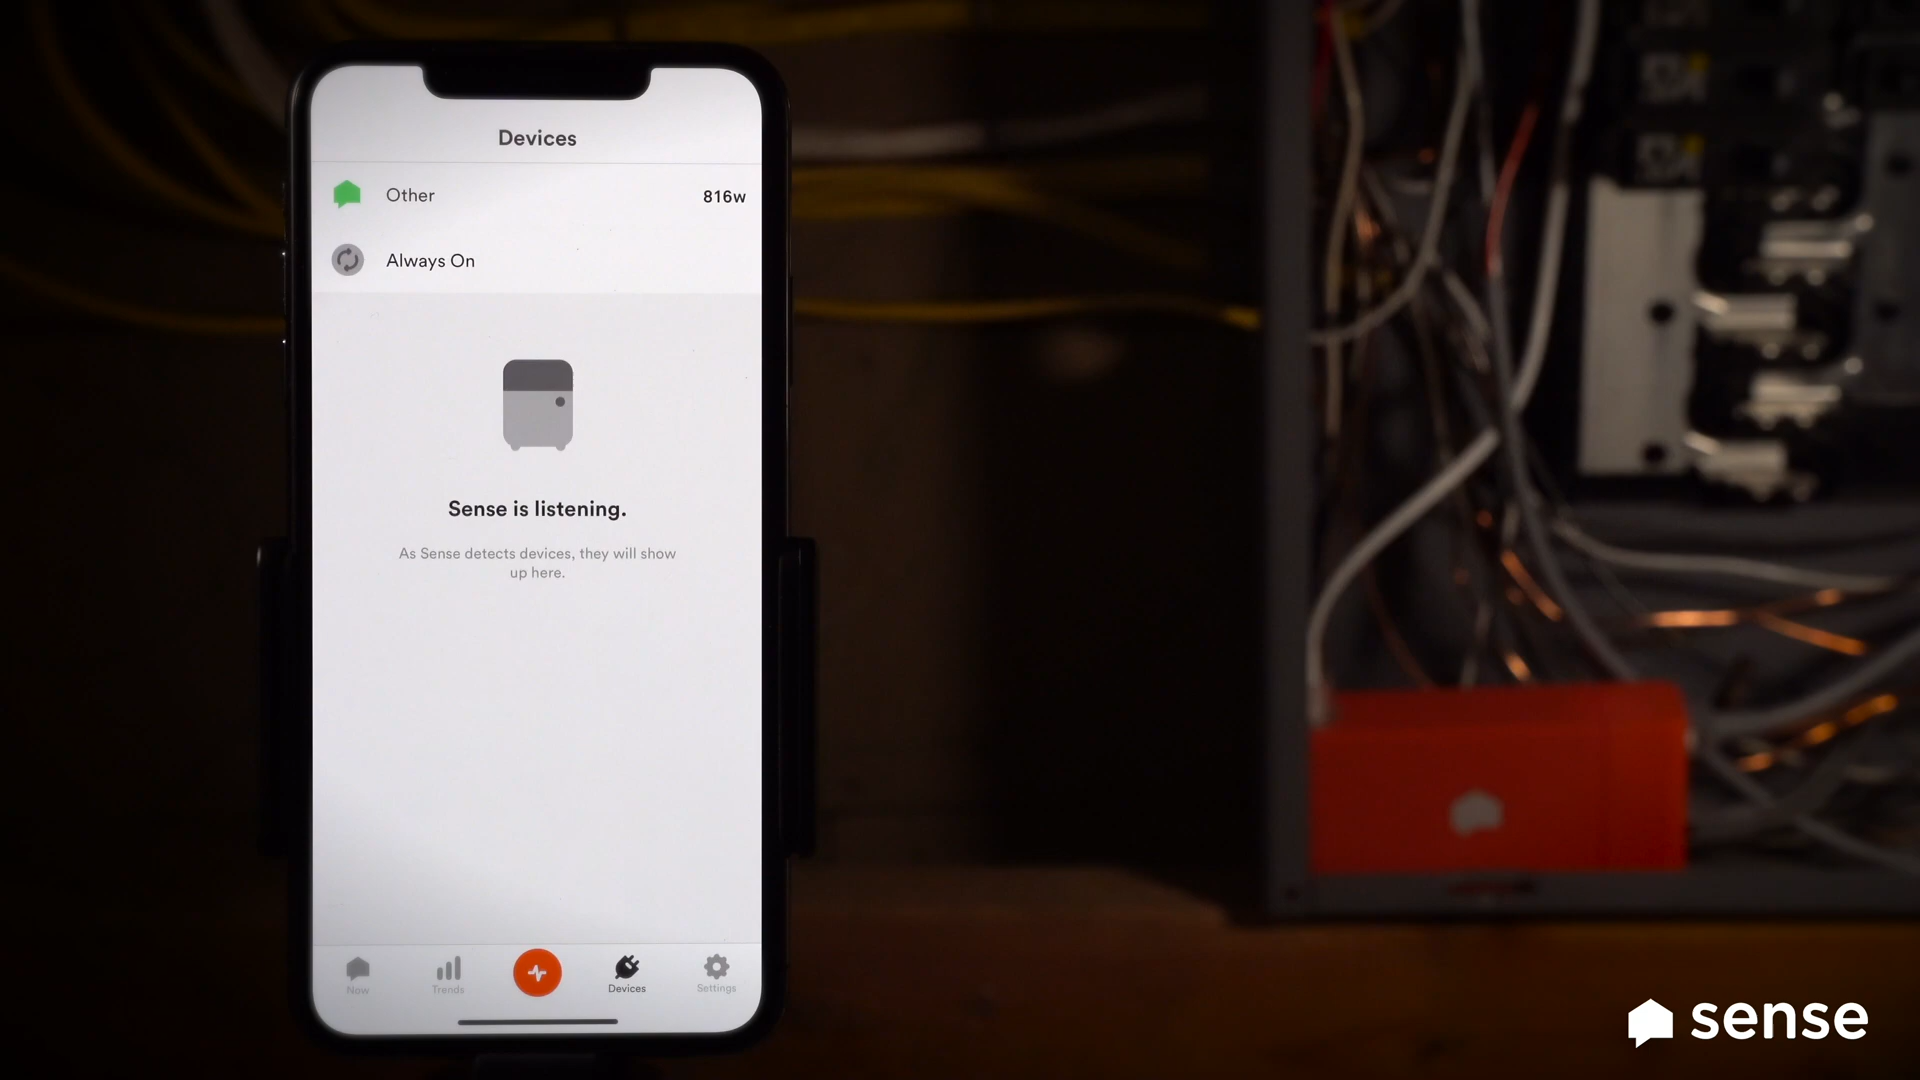 Devices
Other 816w
Always On
Sense is listening.
As Sense detects devices, they will show
up here.
Now Trends Devices Settings
sense